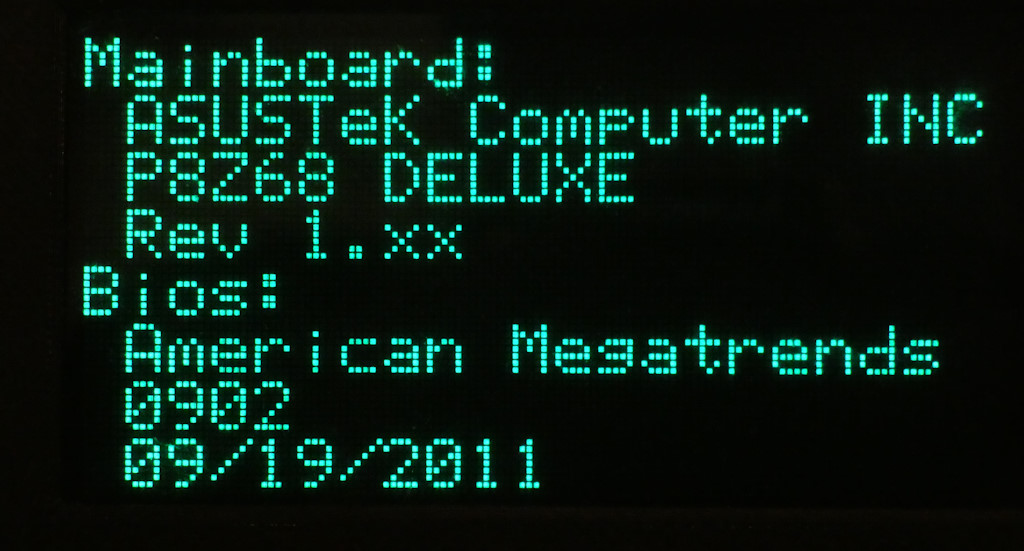 Mainboard:
ASUSTeK Computer INC
P8Z68 DELUXE
Rev 1.xx
Bios:
American Megatrends
0902
09/19/2011